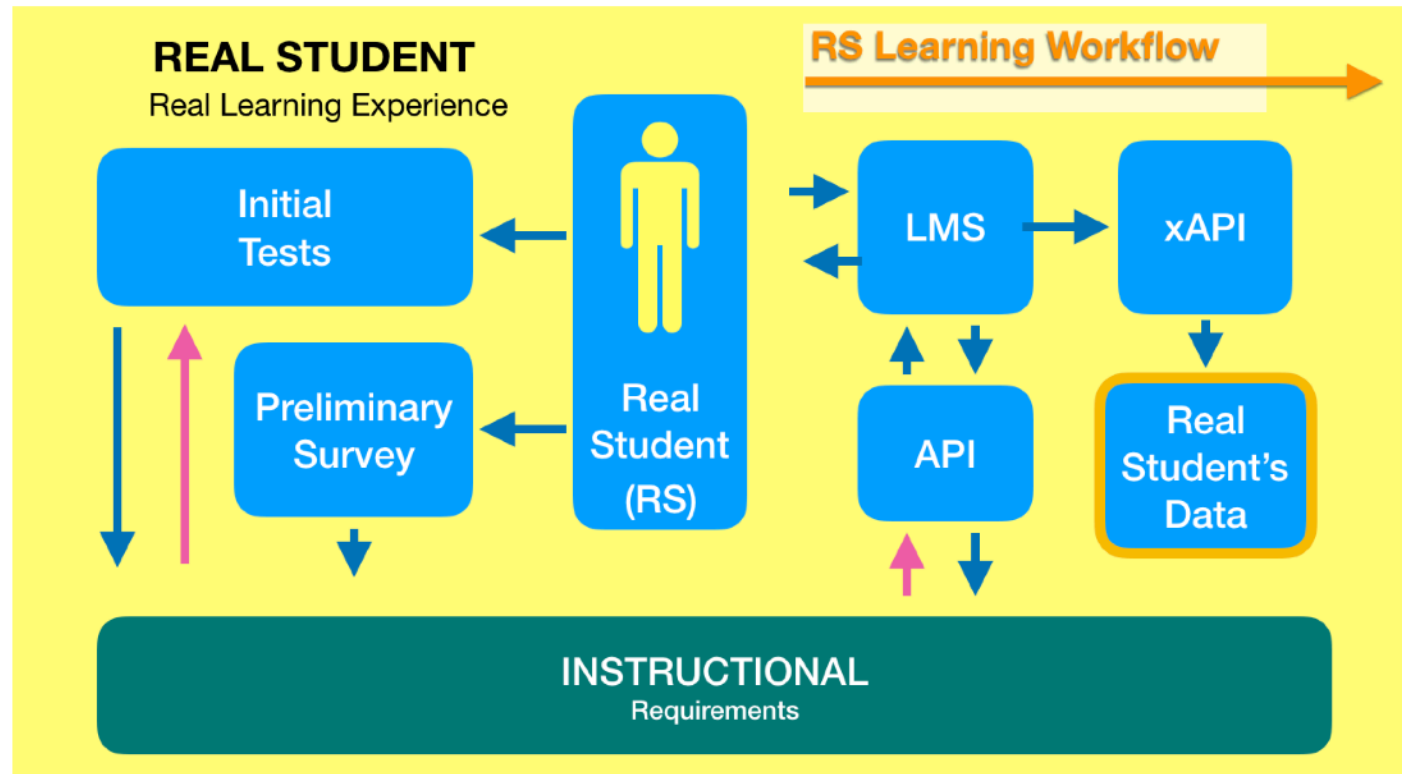 REAL STUDENT
Real Learning Experience
RS Learning Workflow
Initial
Tests
Preliminary
Survey
Real
Student
(RS)
LMS
xAPI
API
Real
Student's
Data
INSTRUCTIONAL
Requirements